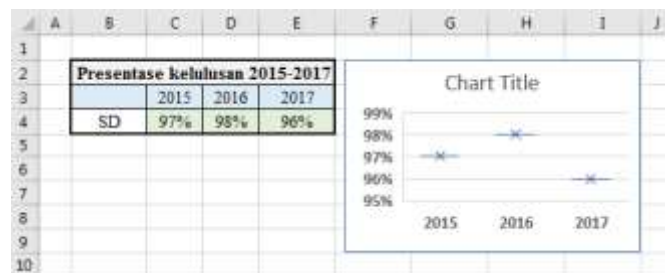 A B C D E F G H I J
1
2 Presentase kelulusan 2015-2017
3 2015 2016 2017
4 SD 97% 98% 96%
5
6
7
8
9
10
Chart Title
99%
98%
97%
96%
95%
2015 2016 2017